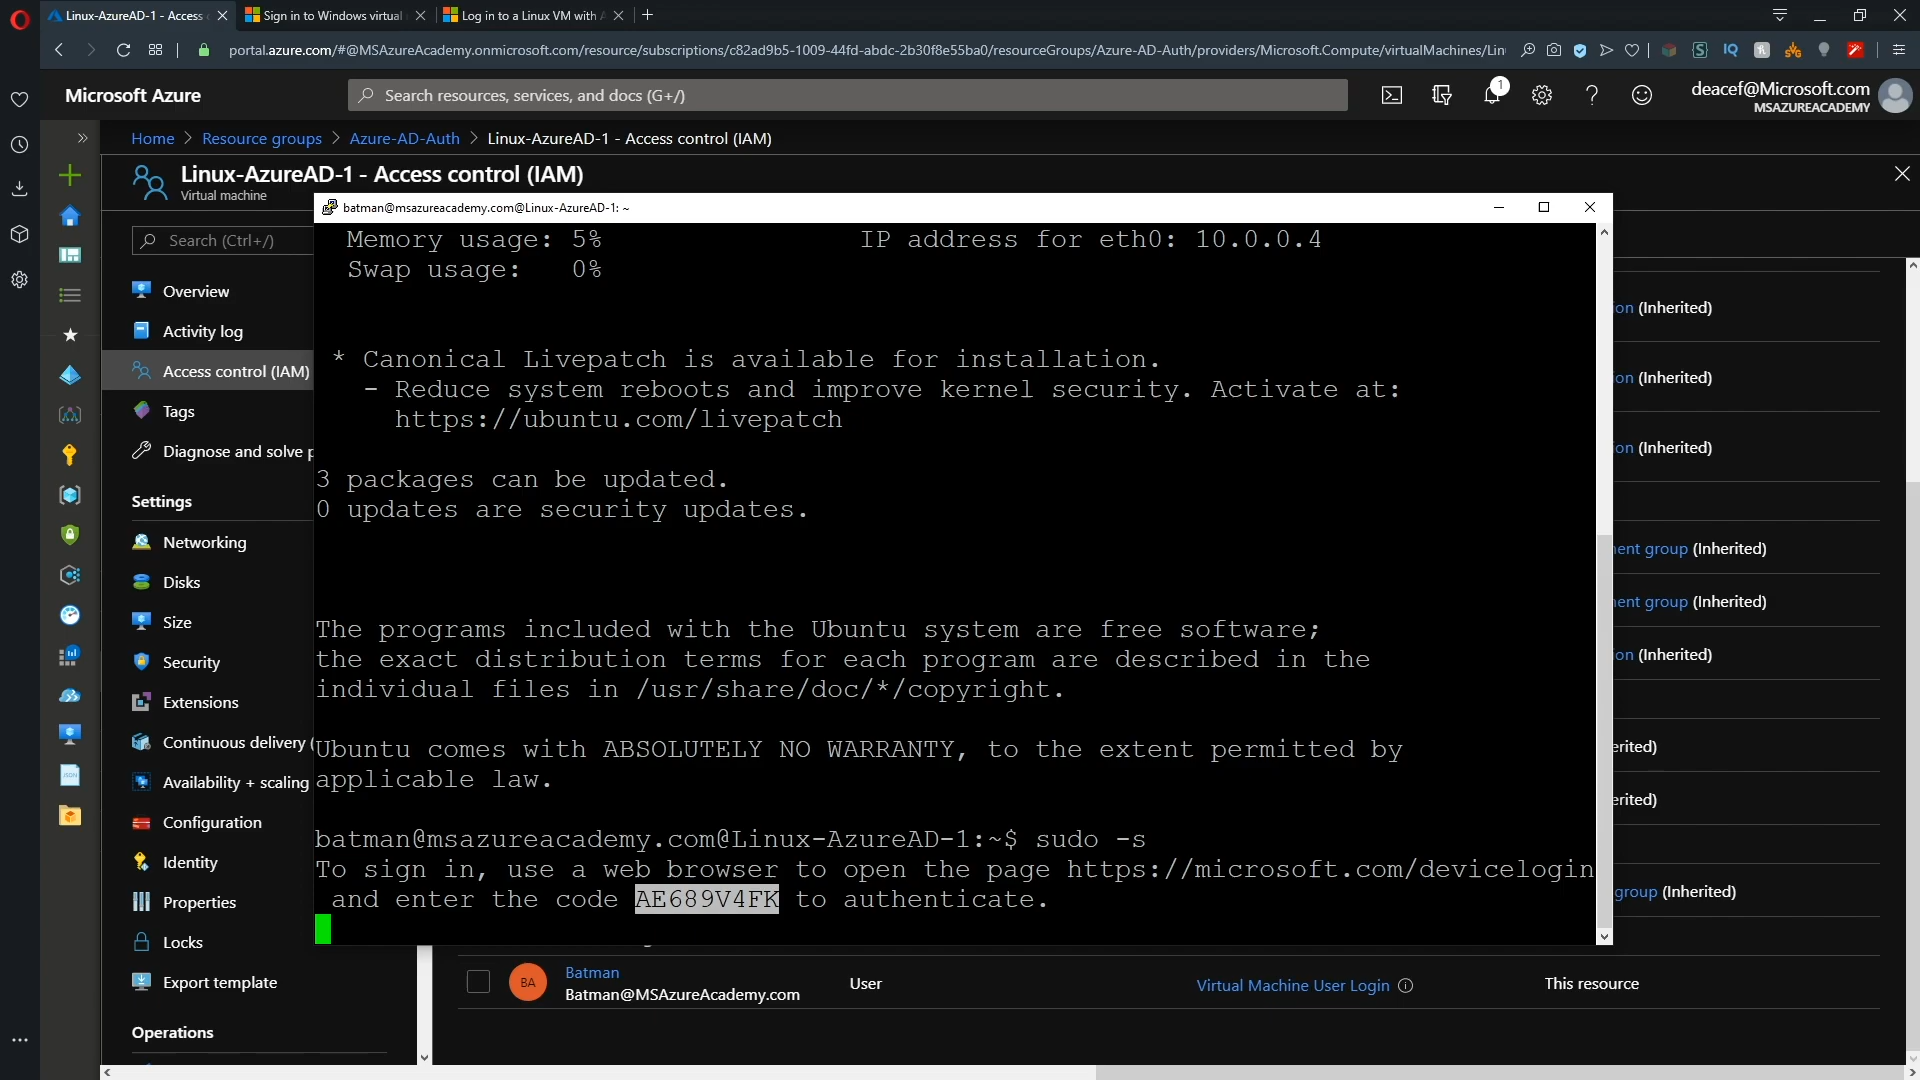 Linux-AzureAD-1 - Access
Sign in to Windows virtual
Log in to a Linux VM with
portal.azure.com/#@MSAzureAcademy.onmicrosoft.com/resource/subscriptions/c82ad9b5-1009-44fd-abdc-2b30f8e55ba0/resourceGroups/Azure-AD-Auth/providers/Microsoft.Compute/virtualMachines/Lin
Microsoft Azure
Search resources, services, and docs (G+/)
1
deacef@Microsoft.com
MSAZUREACADEMY
Home > Resource groups > Azure-AD-Auth > Linux-AzureAD-1 - Access control (IAM)
Linux-AzureAD-1 - Access control (IAM)
Virtual machine
Search (Ctrl+/)
Overview
Activity log
Access control (IAM)
Tags
Diagnose and solve p
Settings
Networking
Disks
Size
Security
Extensions
Continuous delivery (
Availability + scaling
Configuration
Identity
Properties
Locks
Export template
Operations
batman@msazureacademy.com@Linux-AzureAD-1: ~
Memory usage: 5% IP address for eth0: 10.0.0.4
Swap usage: 0%
* Canonical Livepatch is available for installation.
- Reduce system reboots and improve kernel security. Activate at:
https://ubuntu.com/livepatch
3 packages can be updated.
0 updates are security updates.
The programs included with the Ubuntu system are free software;
the exact distribution terms for each program are described in the
individual files in /usr/share/doc/*/copyright.
Ubuntu comes with ABSOLUTELY NO WARRANTY, to the extent permitted by
applicable law.
batman@msazureacademy.com@Linux-AzureAD-1:~$ sudo -s
To sign in, use a web browser to open the page https://microsoft.com/devicelogin
and enter the code AE689V4FK to authenticate.
ion (Inherited)
ion (Inherited)
ion (Inherited)
ent group (Inherited)
ent group (Inherited)
ion (Inherited)
erited)
erited)
group (Inherited)
BA
Batman
Batman@MSAzureAcademy.com
User
Virtual Machine User Login
This resource